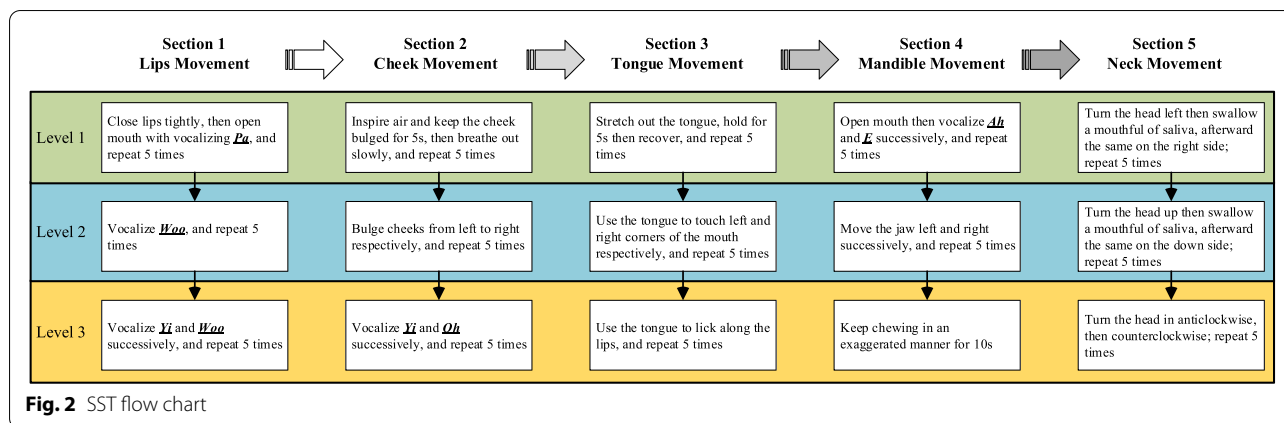 Section 1
Lips Movement
Section 2
Cheek Movement
Section 3
Tongue Movement
Section 4
Mandible Movement
Section 5
Neck Movement
Level 1
Close lips tightly, then open
mouth with vocalizing Pa, and
repeat 5 times
Inspire air and keep the cheek
bulged for 5s, then breathe out
slowly, and repeat 5 times
Stretch out the tongue, hold for
5s then recover, and repeat 5
times
Open mouth then vocalize Ah
and E successively, and repeat
5 times
Turn the head left then swallow
a mouthful of saliva, afterward
the same on the right side;
repeat 5 times
Level 2
Vocalize Woo, and repeat 5
times
Bulge cheeks from left to right
respectively, and repeat 5 times
Use the tongue to touch left and
right corners of the mouth
respectively, and repeat 5 times
Move the jaw left and right
successively, and repeat 5 times
Turn the head up then swallow
a mouthful of saliva, afterward
the same on the down side;
repeat 5 times
Level 3
Vocalize Yi and Woo
successively, and repeat 5 times
Vocalize Yi and Oh
successively, and repeat 5 times
Use the tongue to lick along the
lips, and repeat 5 times
Keep chewing in an
exaggerated manner for 10s
Turn the head in anticlockwise,
then counterclockwise; repeat 5
times
Fig. 2 SST flow chart